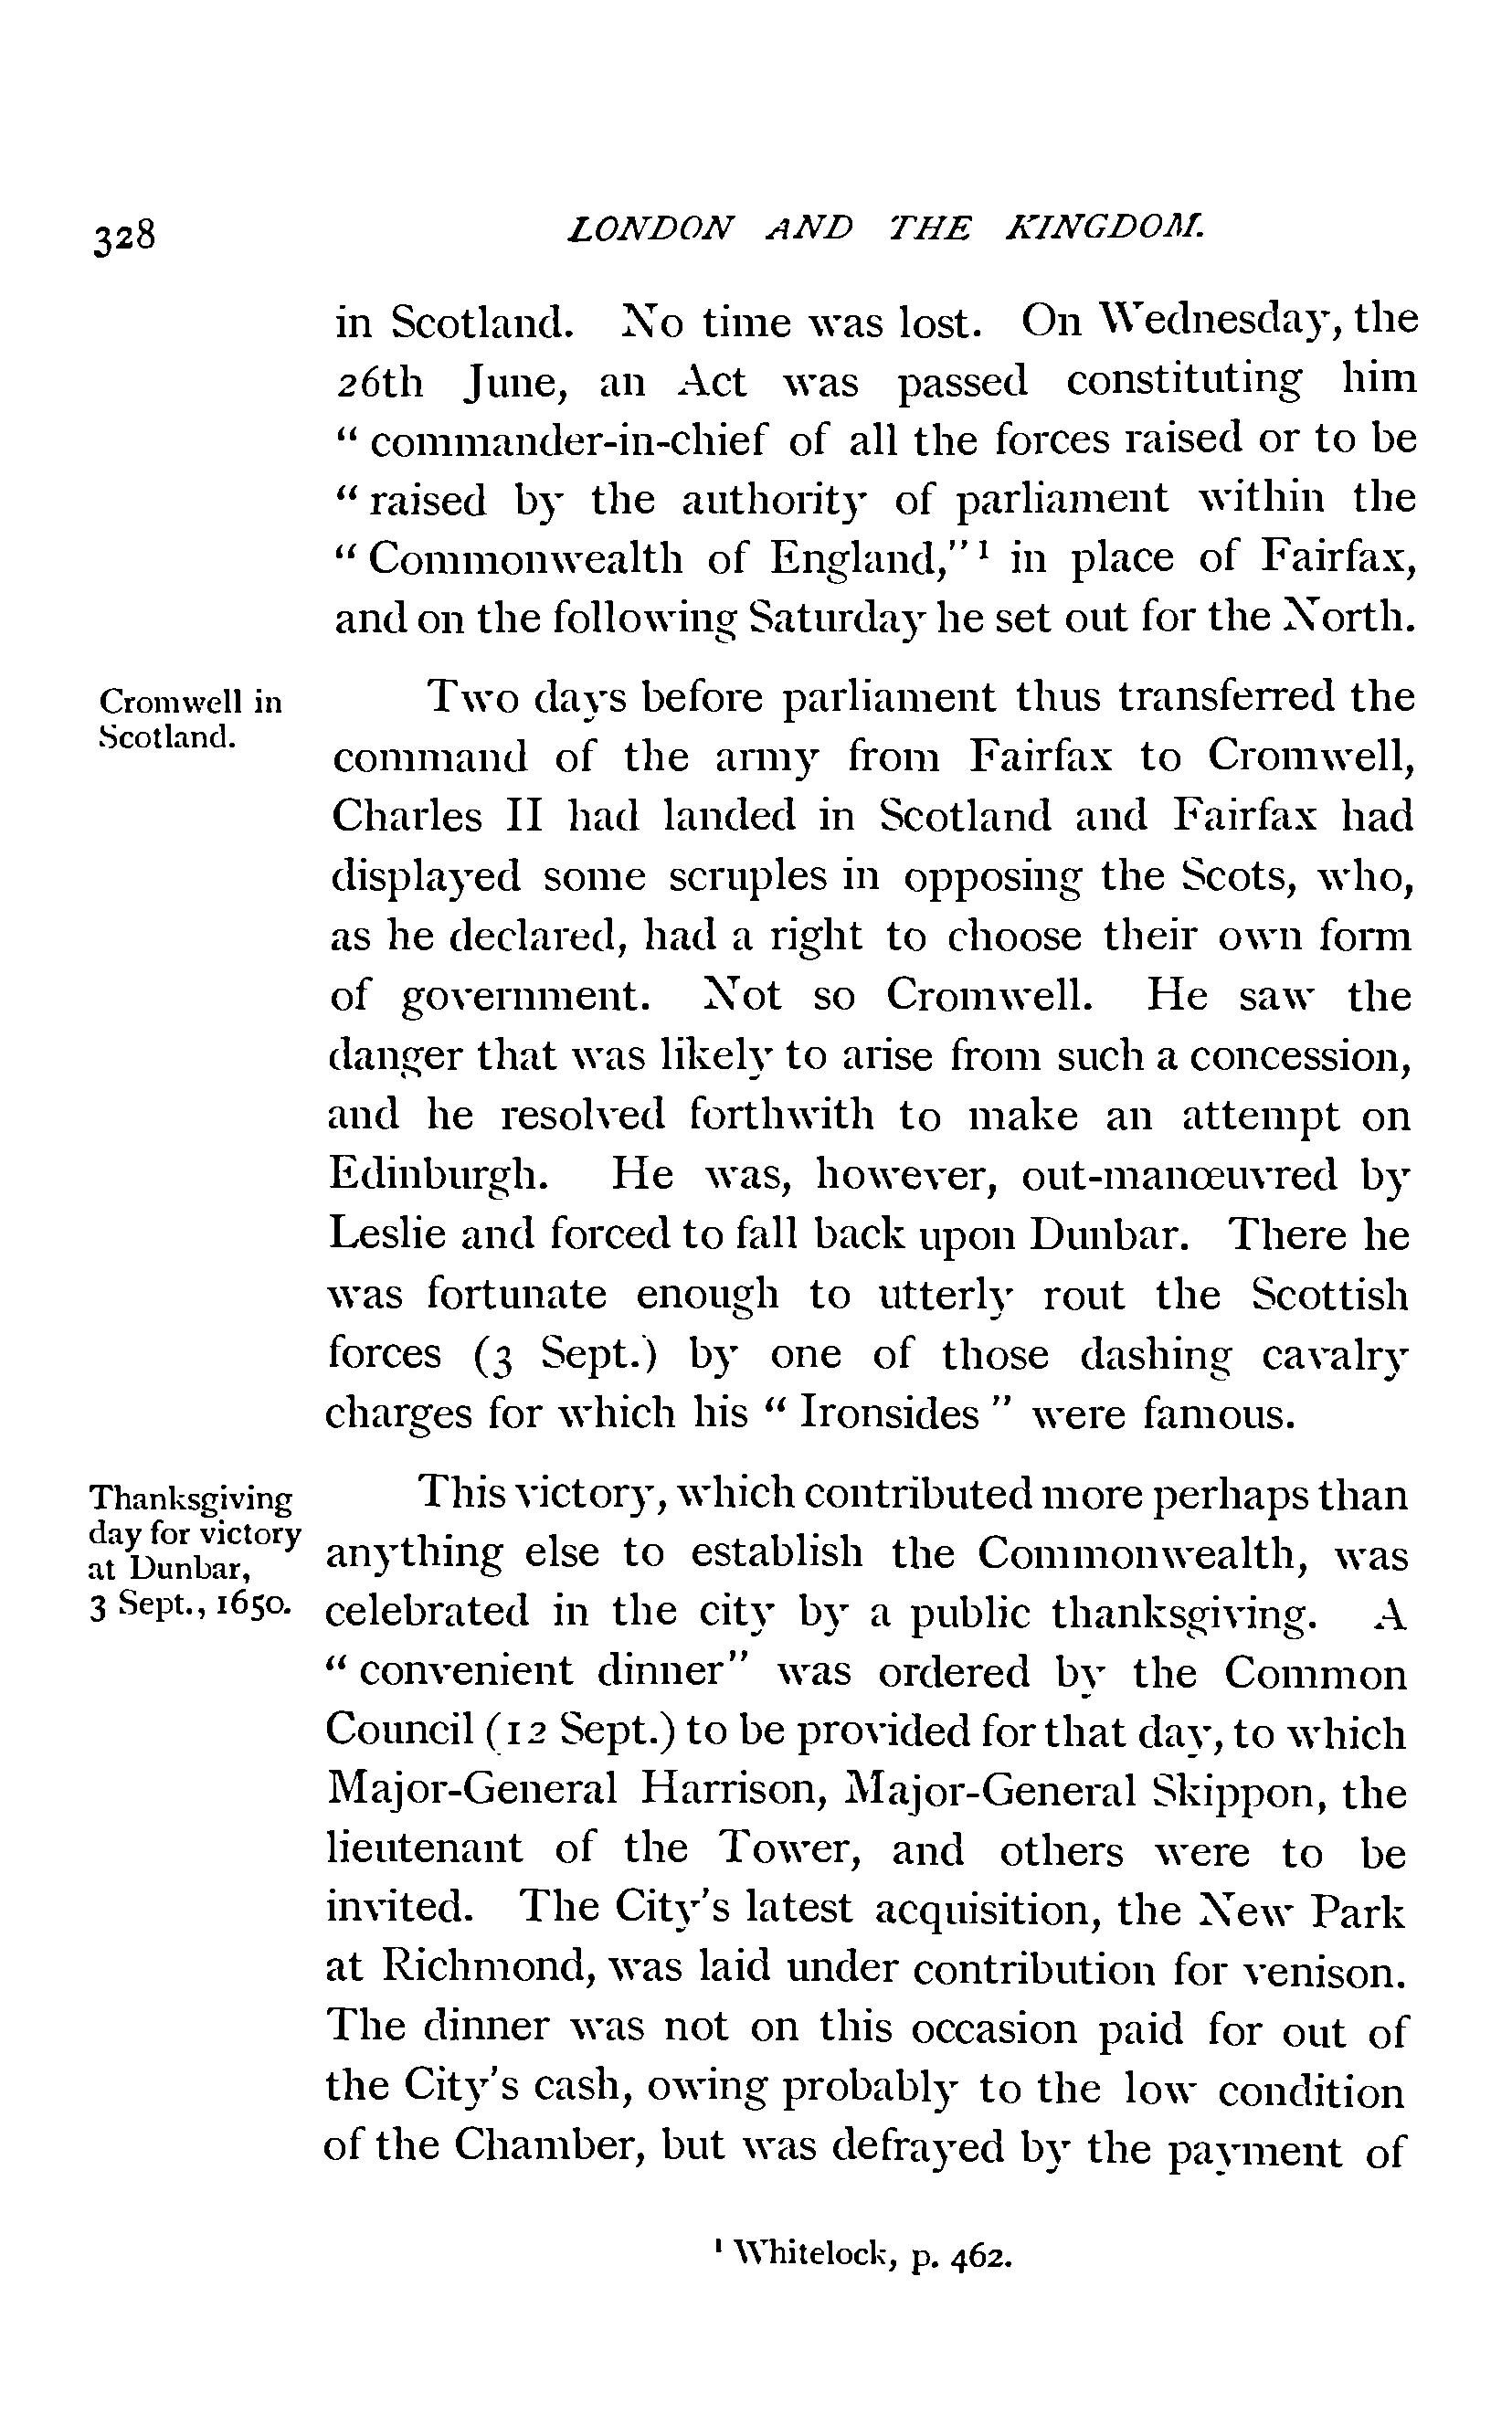 328 LONDON AND THE KINGDOM.
in Scotland. No time was lost. On Wednesday, the
26th June, an Act was passed constituting him
“ commander-in-chief of all the forces raised or to be
“ raised by the authority of parliament within the
“ Commonwealth of England,”¹ in place of Fairfax,
and on the following Saturday he set out for the North.
Cromwell in
Scotland.
Two days before parliament thus transferred the
command of the army from Fairfax to Cromwell,
Charles II had landed in Scotland and Fairfax had
displayed some scruples in opposing the Scots, who,
as he declared, had a right to choose their own form
of government. Not so Cromwell. He saw the
danger that was likely to arise from such a concession,
and he resolved forthwith to make an attempt on
Edinburgh. He was, however, out-manœuvred by
Leslie and forced to fall back upon Dunbar. There he
was fortunate enough to utterly rout the Scottish
forces (3 Sept.) by one of those dashing cavalry
charges for which his “ Ironsides ” were famous.
Thanksgiving
day for victory
at Dunbar,
3 Sept., 1650.
This victory, which contributed more perhaps than
anything else to establish the Commonwealth, was
celebrated in the city by a public thanksgiving. A
“ convenient dinner” was ordered by the Common
Council (12 Sept.) to be provided for that day, to which
Major-General Harrison, Major-General Skippon, the
lieutenant of the Tower, and others were to be
invited. The City's latest acquisition, the New Park
at Richmond, was laid under contribution for venison.
The dinner was not on this occasion paid for out of
the City's cash, owing probably to the low condition
of the Chamber, but was defrayed by the payment of
¹ Whitelock, p. 462.